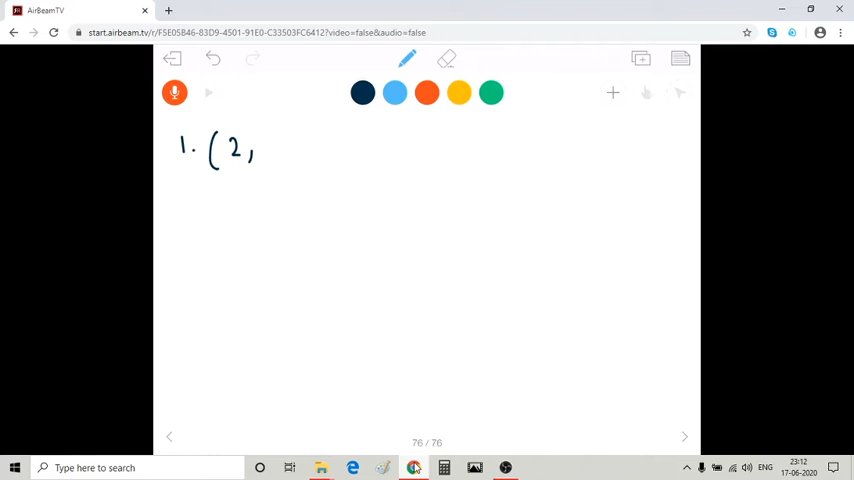 AirBeamTV
start.airbeam.tv/r/F5E05B46-83D9-4501-91E0-C33503FC6412?video=false&audio=false
1. (2,
76 / 76
Type here to search
ENG
23:12
17-06-2020